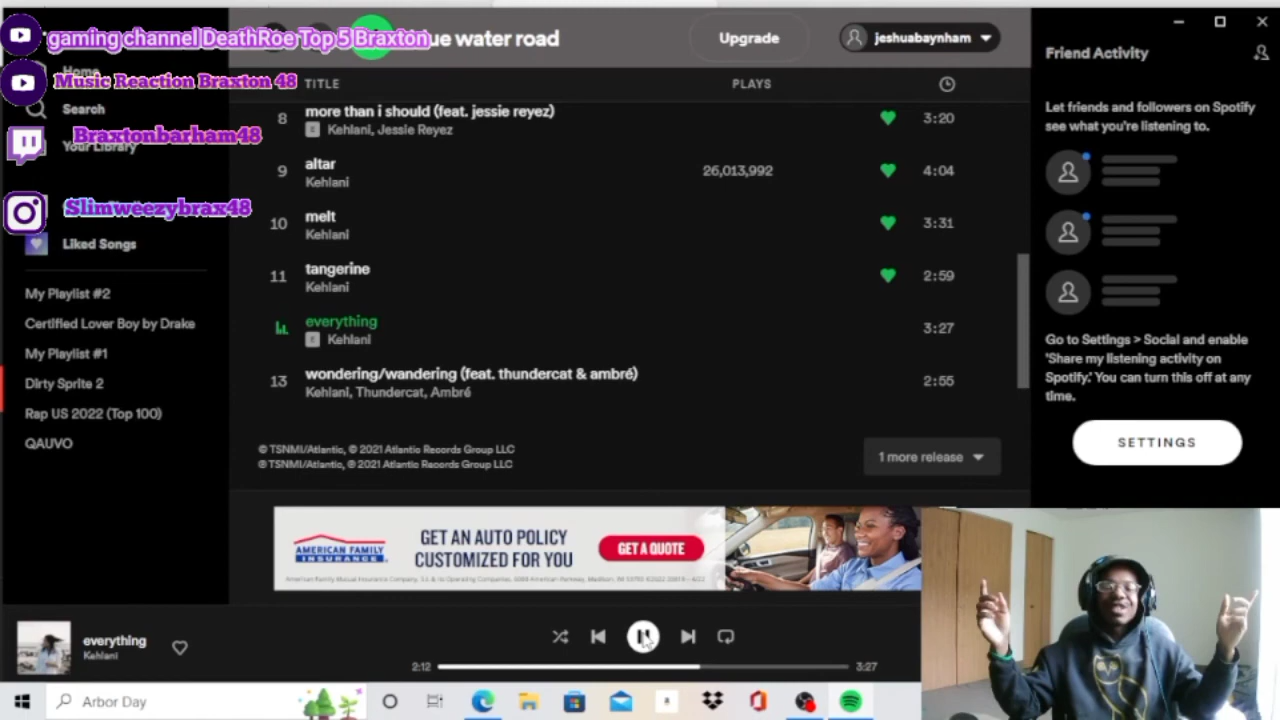 gaming channel DeathRoe Top 5 Braxton
ue water road
Upgrade
jeshuabaynham
Music Reaction Braxton 48
Home
Search
Braxtonbarham48
Your Library
Slimweezybrax48
Liked Songs
My Playlist #2
Certified Lover Boy by Drake
My Playlist #1
Dirty Sprite 2
Rap US 2022 (Top 100)
QAUVO
TITLE PLAYS
8 more than i should (feat. jessie reyez) 3:20
E Kehlani, Jessie Reyez
9 altar 26,013,992 4:04
Kehlani
10 melt 3:31
Kehlani
11 tangerine 2:59
Kehlani
everything 3:27
E Kehlani
13 wondering/wandering (feat. thundercat & ambré) 2:55
Kehlani, Thundercat, Ambré
© TSNMI/Atlantic, © 2021 Atlantic Records Group LLC
℗ TSNMI/Atlantic, ℗ 2021 Atlantic Records Group LLC
1 more release
Friend Activity
Let friends and followers on Spotify
see what you're listening to.
Go to Settings > Social and enable
'Share my listening activity on
Spotify.' You can turn this off at any
time.
SETTINGS
AMERICAN FAMILY
INSURANCE
GET AN AUTO POLICY
CUSTOMIZED FOR YOU
GET A QUOTE
everything
Kehlani
2:12 3:27
Arbor Day